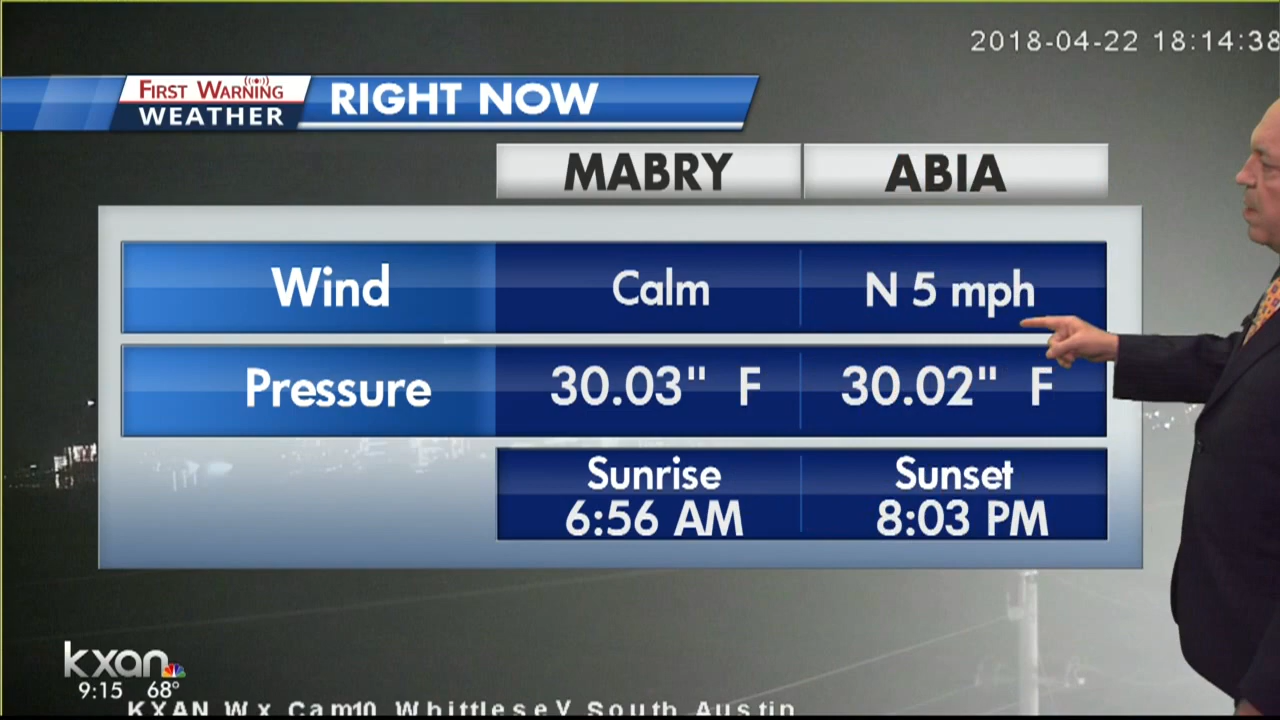 2018-04-22 18:14:38
FIRST WARNING
WEATHER
RIGHT NOW
MABRY ABIA
Wind Calm N 5 mph
Pressure 30.03" F 30.02" F
Sunrise Sunset
6:56 AM 8:03 PM
kxan
9:15 68°
KXAN Wx Cam10 Whittlesey South Austin